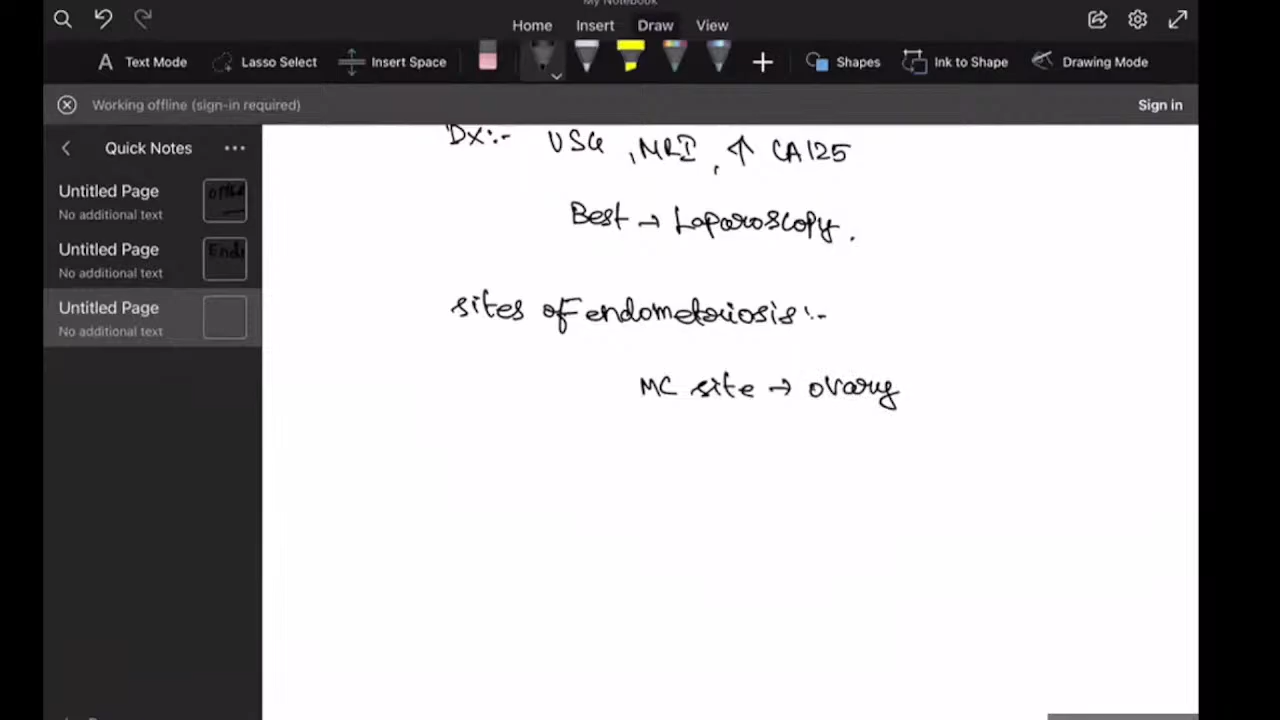 My Notebook
Home Insert Draw View
Text Mode Lasso Select Insert Space Shapes Ink to Shape Drawing Mode
Working offline (sign-in required) Sign in
Quick Notes
Untitled Page
No additional text
Untitled Page
No additional text
Untitled Page
No additional text
Dx:- USG, MRI, ↑ CA125
Best → Laparoscopy.
sites of endometriosis:-
MC site → ovary